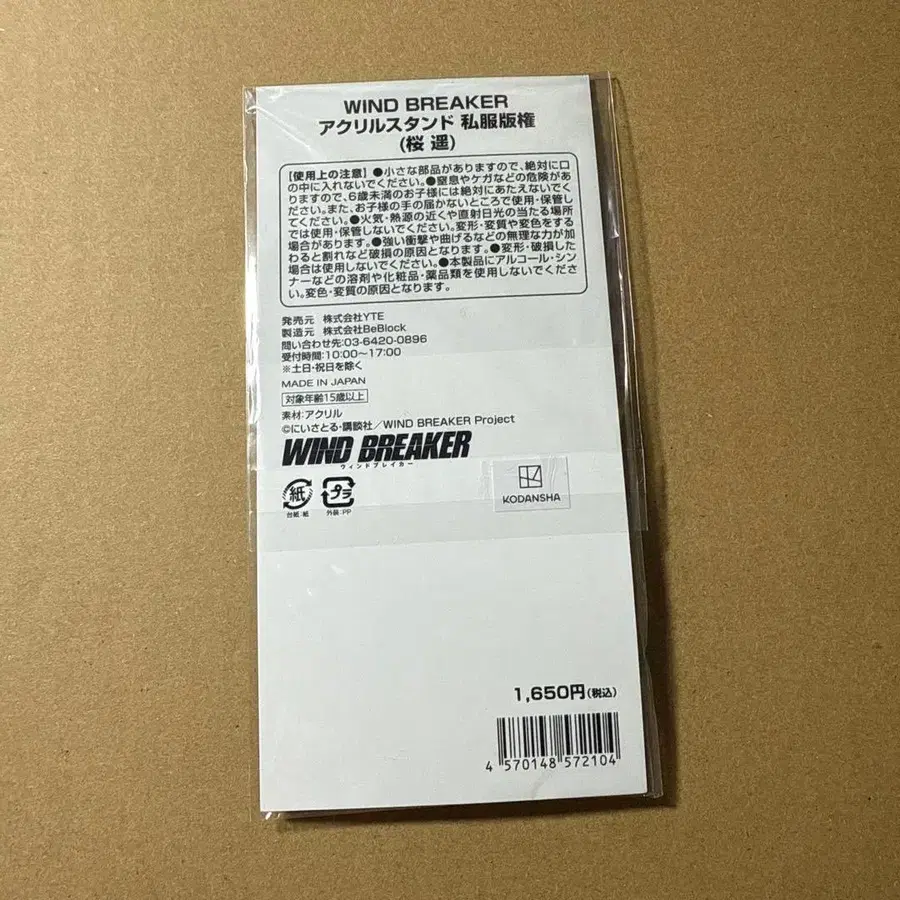 WIND BREAKER
アクリルスタンド 私服版権
(桜 遥)
【使用上の注意】●小さな部品がありますので、絶対に口
の中に入れないでください。●窒息やケガなどの危険があ
りますので、6歳未満のお子様には絶対にあたえないでく
ださい。また、お子様の手の届かないところで使用・保管し
てください。●火気・熱源の近くや直射日光の当たる場所
では使用・保管しないでください。変形・変質や変色をする
場合があります。●強い衝撃や曲げるなどの無理な力が加
わると割れなど破損の原因となります。●変形・破損した
場合は使用しないでください。●本製品にアルコール・シン
ナーなどの溶剤や化粧品・薬品類を使用しないでくださ
い。変色・変質の原因となります。
発売元 株式会社YTE
製造元 株式会社BeBlock
問い合わせ先:03-6420-0896
受付時間:10:00~17:00
※土日・祝日を除く
MADE IN JAPAN
対象年齢15歳以上
素材:アクリル
©にいさとる・講談社/WIND BREAKER Project
WIND BREAKER
ウィンドブレイカー
紙 プラ
台紙:紙 外装:PP
KODANSHA
1,650円(税込)
4 570148 572104